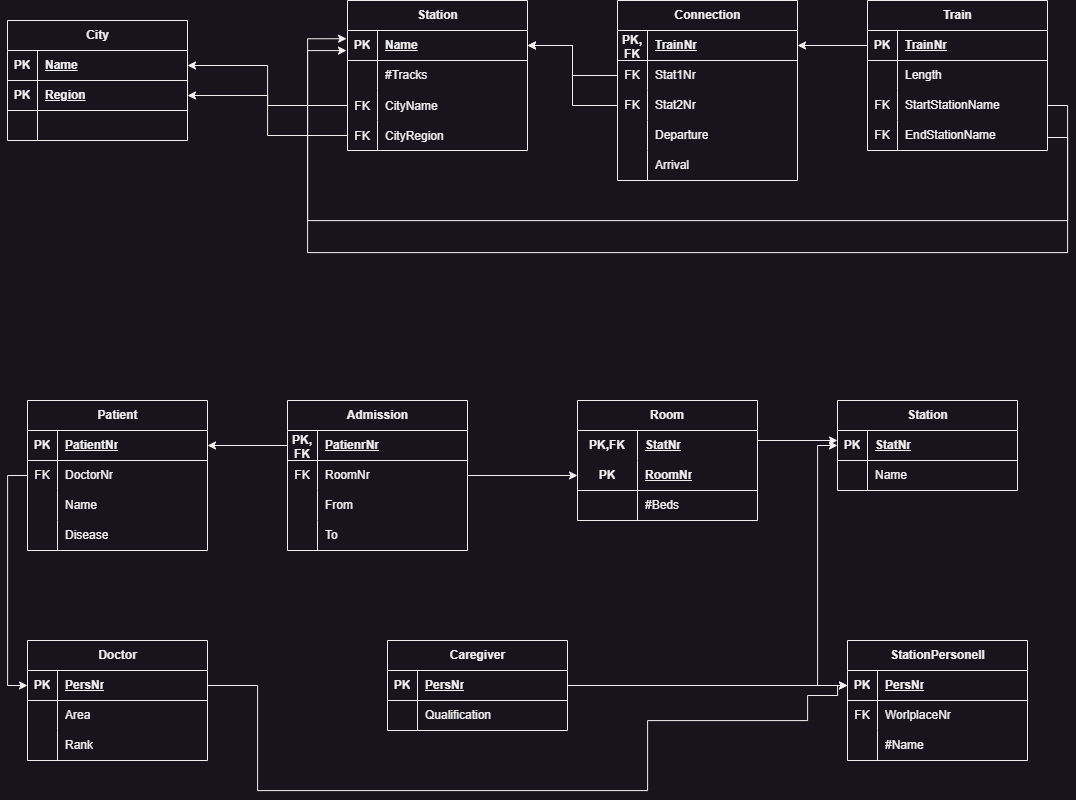 City
PK Name
PK Region
Station
PK Name
#Tracks
FK CityName
FK CityRegion
Connection
PK,
FK TrainNr
FK Stat1Nr
FK Stat2Nr
Departure
Arrival
Train
PK TrainNr
Length
FK StartStationName
FK EndStationName
Patient
PK PatientNr
FK DoctorNr
Name
Disease
Admission
PK,
FK PatienrNr
FK RoomNr
From
To
Room
PK,FK StatNr
PK RoomNr
#Beds
Station
PK StatNr
Name
Doctor
PK PersNr
Area
Rank
Caregiver
PK PersNr
Qualification
StationPersonell
PK PersNr
FK WorlplaceNr
#Name